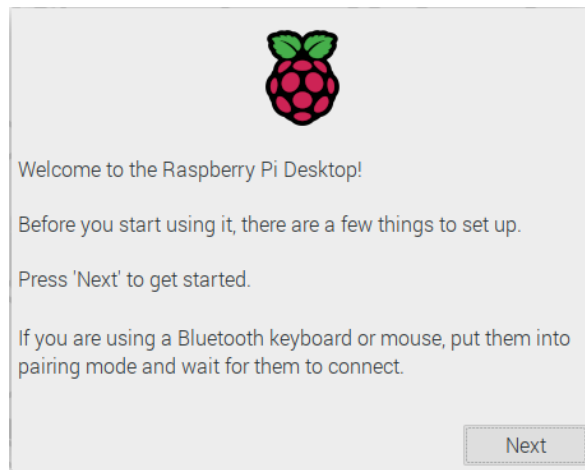 Welcome to the Raspberry Pi Desktop!
Before you start using it, there are a few things to set up.
Press 'Next' to get started.
If you are using a Bluetooth keyboard or mouse, put them into
pairing mode and wait for them to connect.
Next